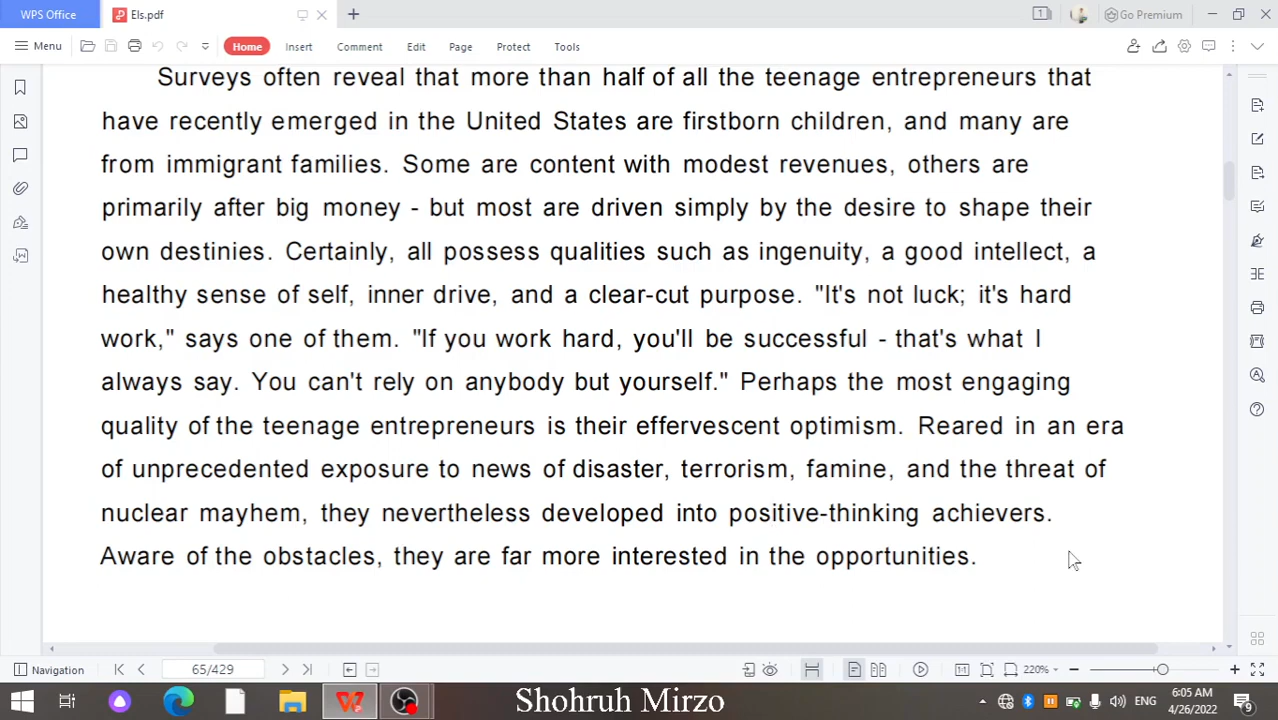 WPS Office
Els.pdf
Go Premium
Menu
Home
Insert
Comment
Edit
Page
Protect
Tools
Surveys often reveal that more than half of all the teenage entrepreneurs that
have recently emerged in the United States are firstborn children, and many are
from immigrant families. Some are content with modest revenues, others are
primarily after big money - but most are driven simply by the desire to shape their
own destinies. Certainly, all possess qualities such as ingenuity, a good intellect, a
healthy sense of self, inner drive, and a clear-cut purpose. "It's not luck; it's hard
work," says one of them. "If you work hard, you'll be successful - that's what I
always say. You can't rely on anybody but yourself." Perhaps the most engaging
quality of the teenage entrepreneurs is their effervescent optimism. Reared in an era
of unprecedented exposure to news of disaster, terrorism, famine, and the threat of
nuclear mayhem, they nevertheless developed into positive-thinking achievers.
Aware of the obstacles, they are far more interested in the opportunities.
Navigation
65/429
220%
Shohruh Mirzo
ENG
6:05 AM
4/26/2022
9